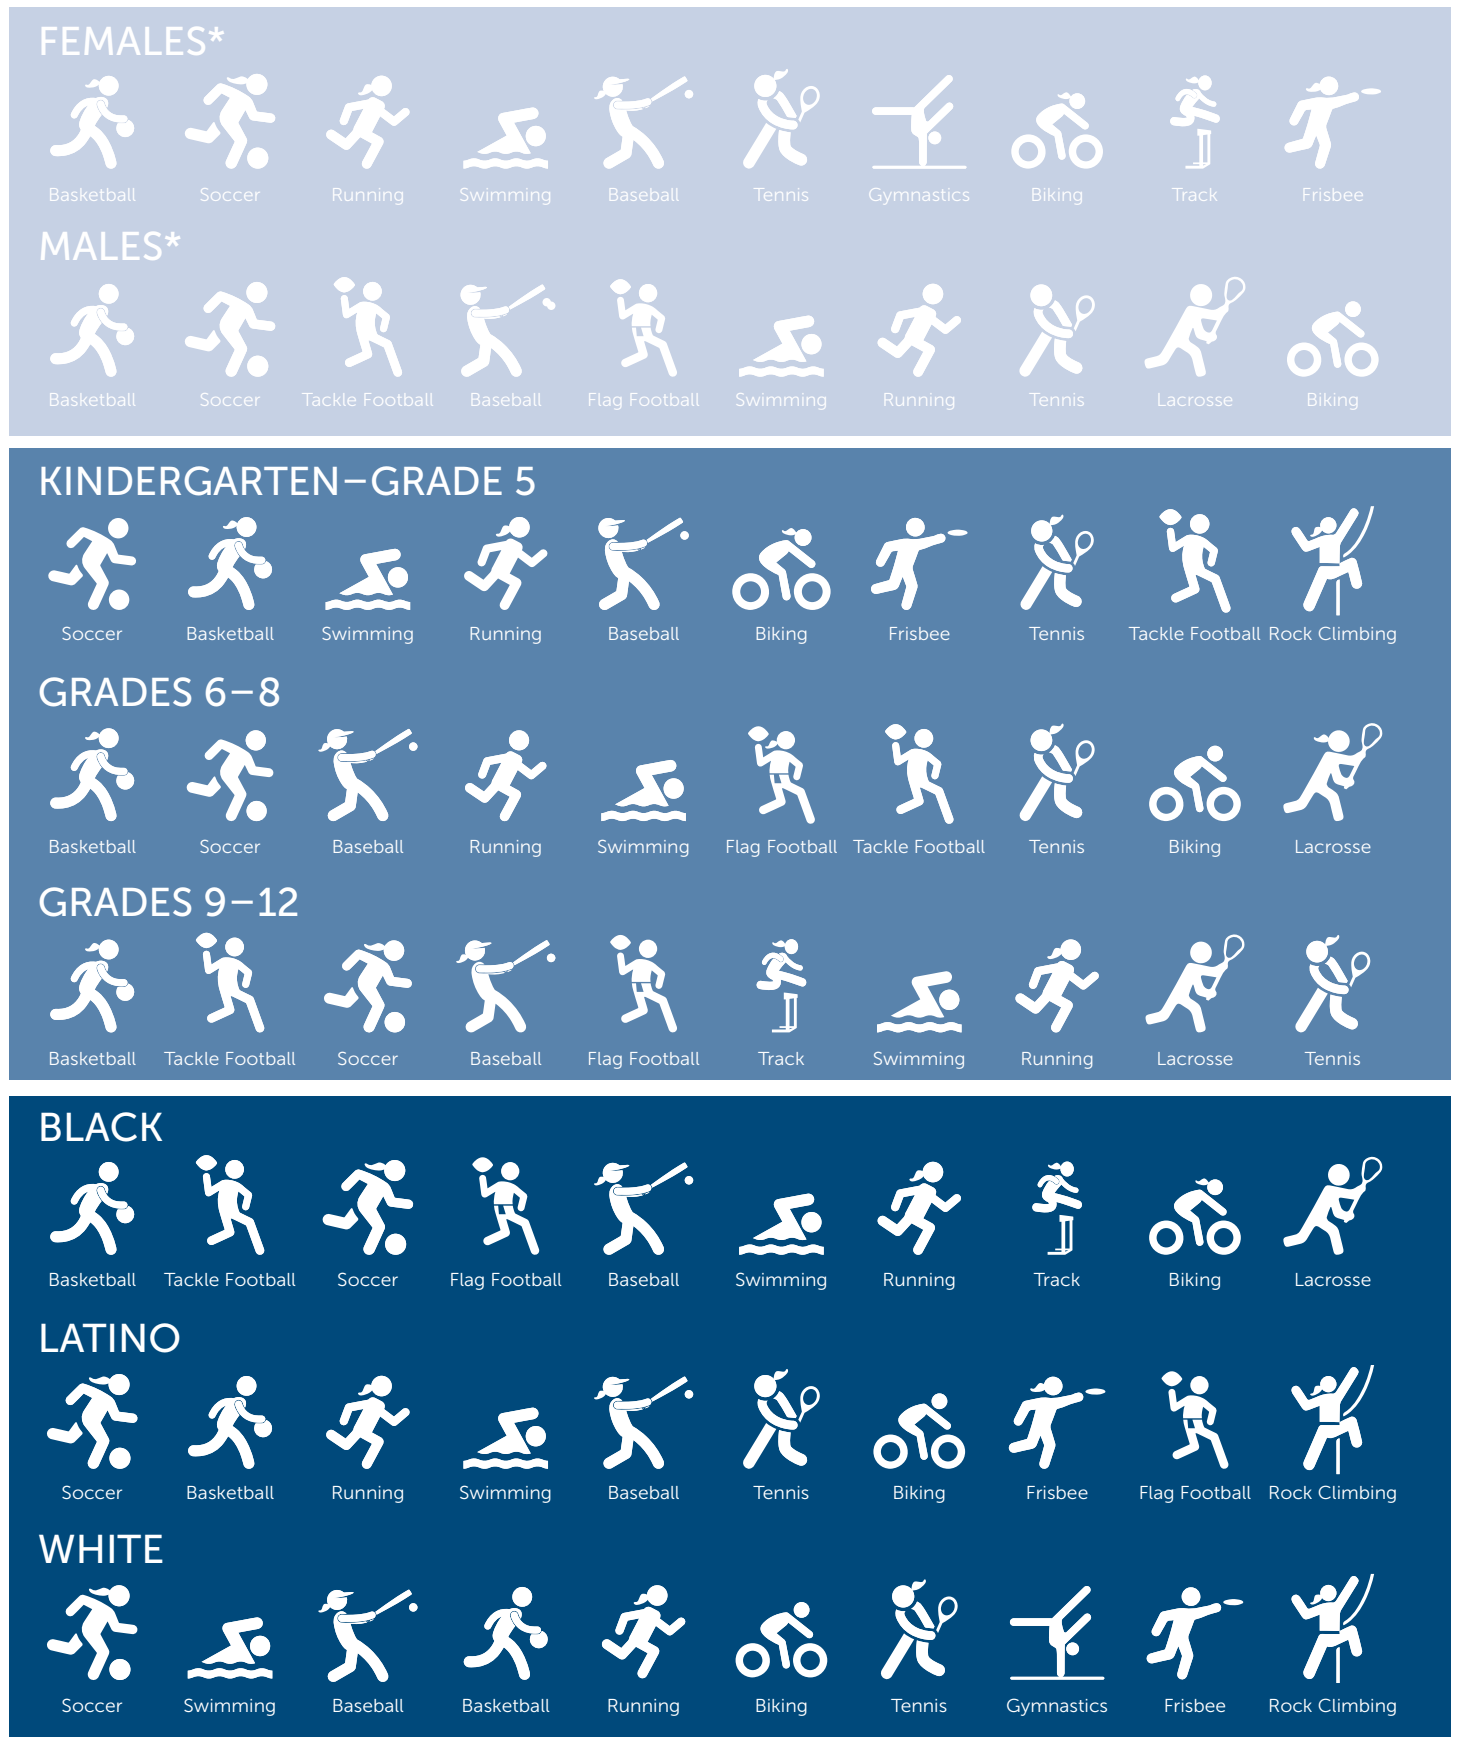 FEMALES*
Basketball Soccer Running Swimming Baseball Tennis Gymnastics Biking Track Frisbee
MALES*
Basketball Soccer Tackle Football Baseball Flag Football Swimming Running Tennis Lacrosse Biking
KINDERGARTEN–GRADE 5
Soccer Basketball Swimming Running Baseball Biking Frisbee Tennis Tackle Football Rock Climbing
GRADES 6–8
Basketball Soccer Baseball Running Swimming Flag Football Tackle Football Tennis Biking Lacrosse
GRADES 9–12
Basketball Tackle Football Soccer Baseball Flag Football Track Swimming Running Lacrosse Tennis
BLACK
Basketball Tackle Football Soccer Flag Football Baseball Swimming Running Track Biking Lacrosse
LATINO
Soccer Basketball Running Swimming Baseball Tennis Biking Frisbee Flag Football Rock Climbing
WHITE
Soccer Swimming Baseball Basketball Running Biking Tennis Gymnastics Frisbee Rock Climbing